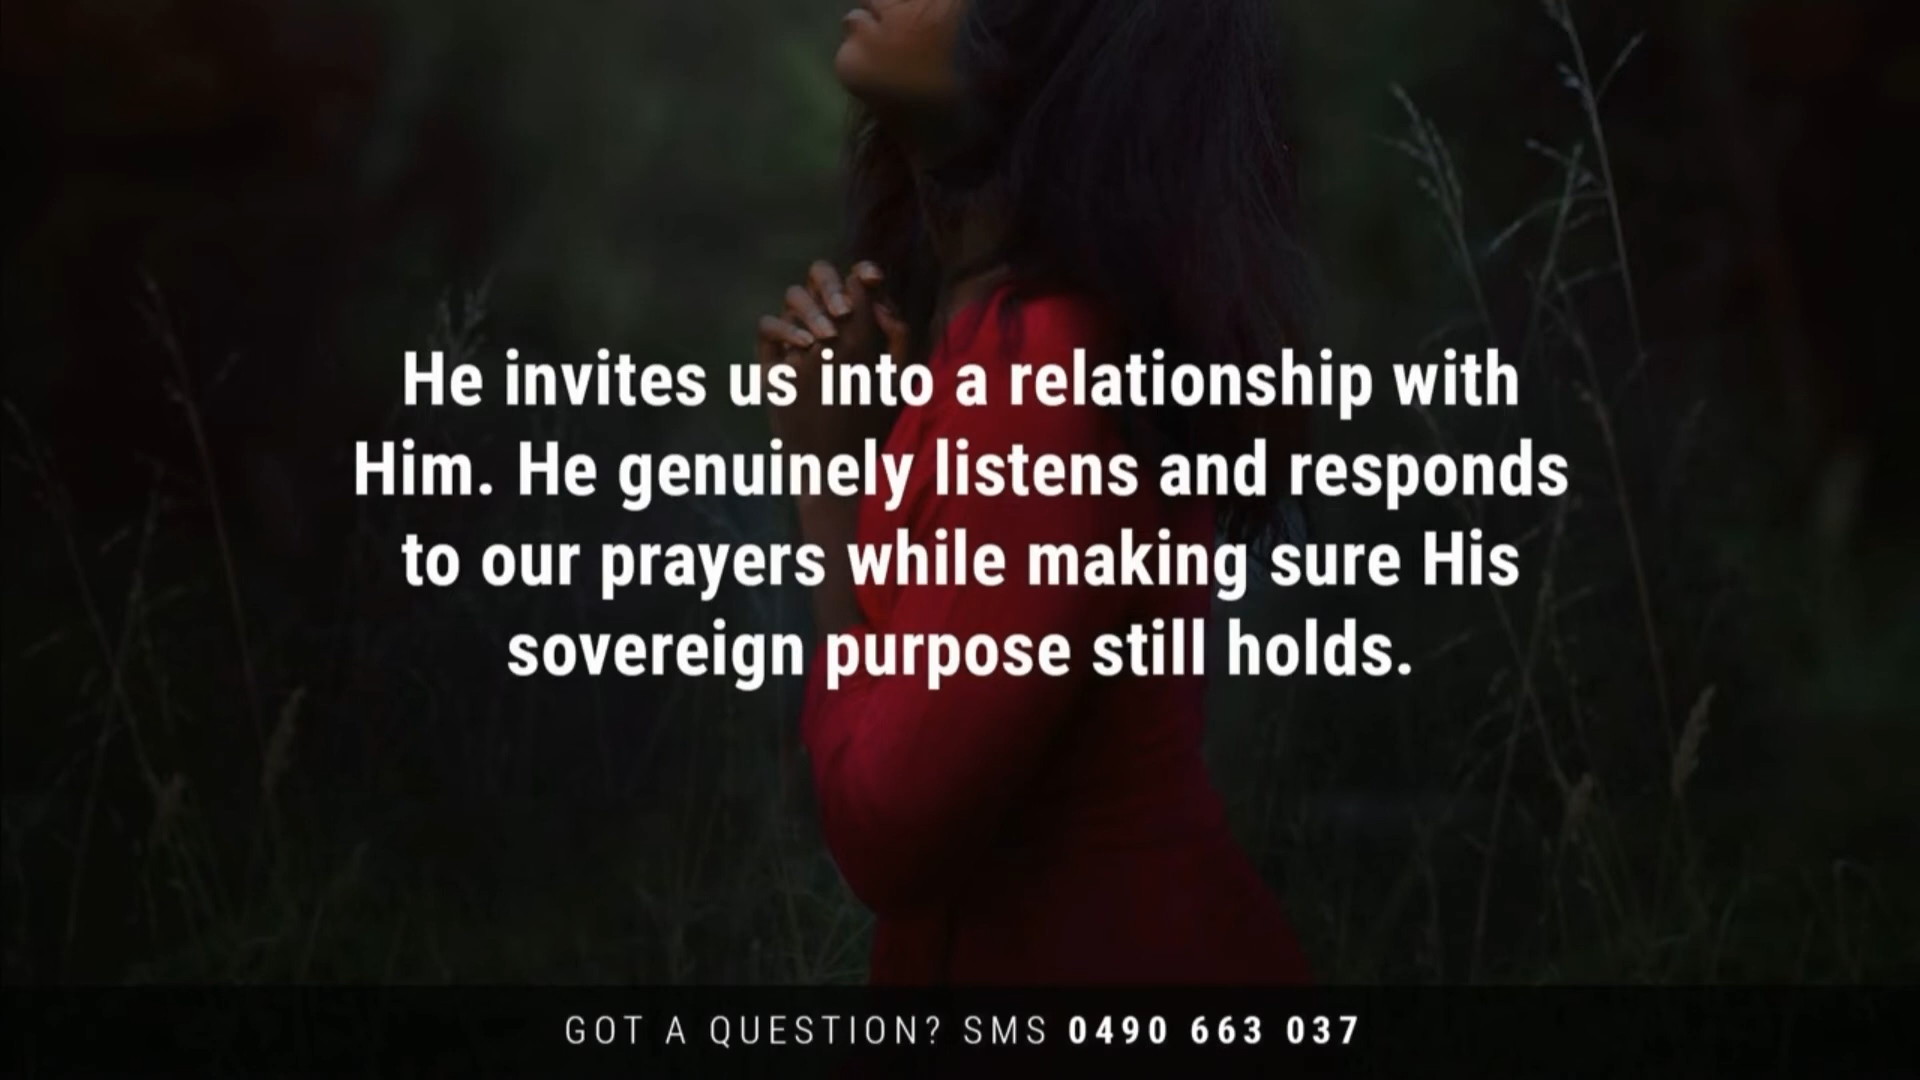 He invites us into a relationship with
Him. He genuinely listens and responds
to our prayers while making sure His
sovereign purpose still holds.
GOT A QUESTION? SMS 0490 663 037